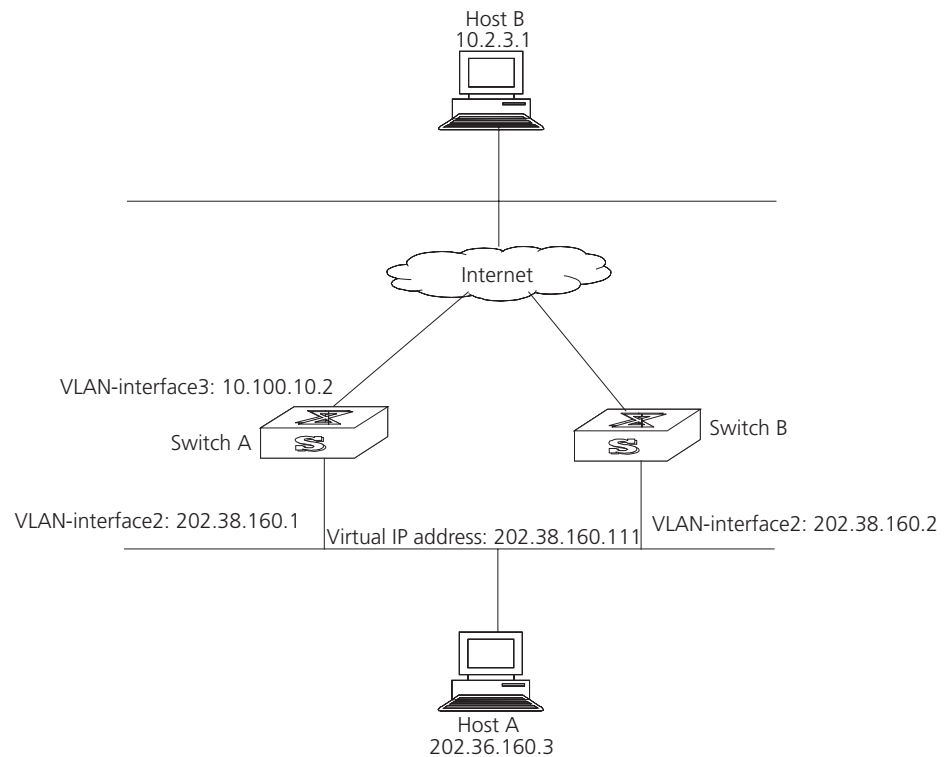 Host B
10.2.3.1
Internet
VLAN-interface3: 10.100.10.2
Switch A
S
S
Switch B
VLAN-interface2: 202.38.160.1
Virtual IP address: 202.38.160.111
VLAN-interface2: 202.38.160.2
Host A
202.36.160.3